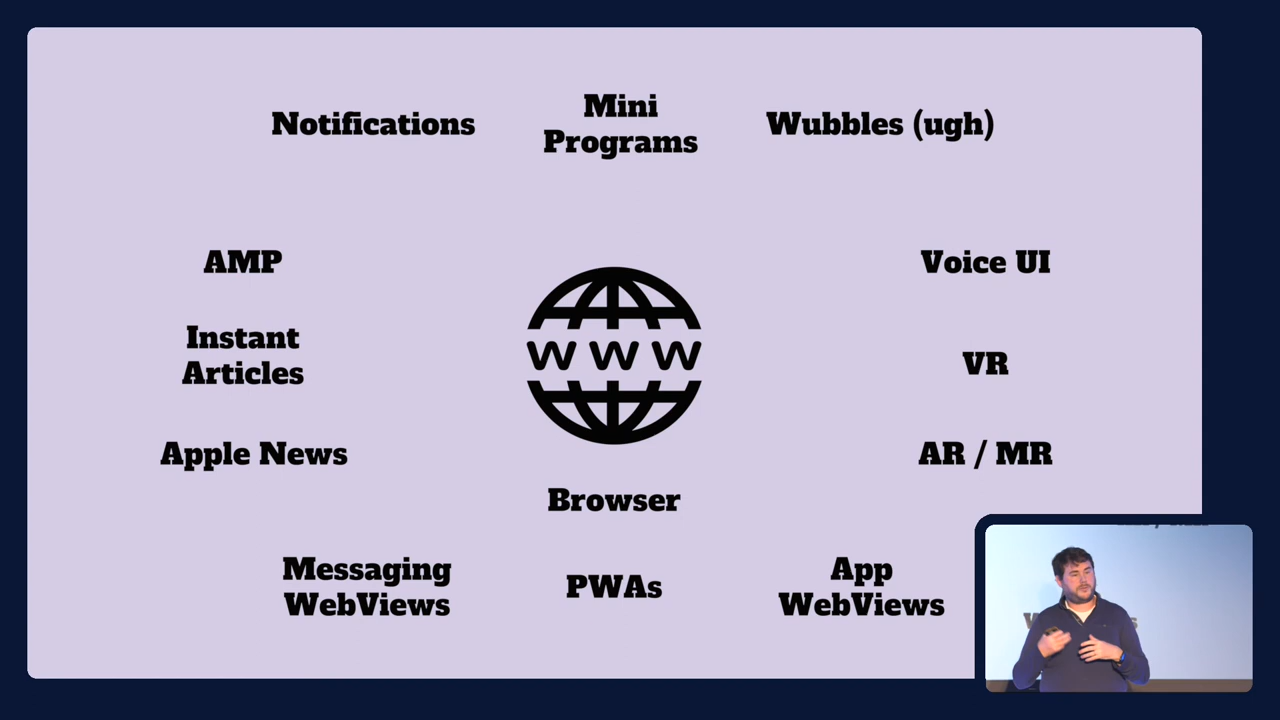 Notifications
Mini
Programs
Wubbles (ugh)
AMP
Voice UI
Instant
Articles
www
VR
Apple News
AR / MR
Browser
Messaging
WebViews
PWAs
App
WebViews